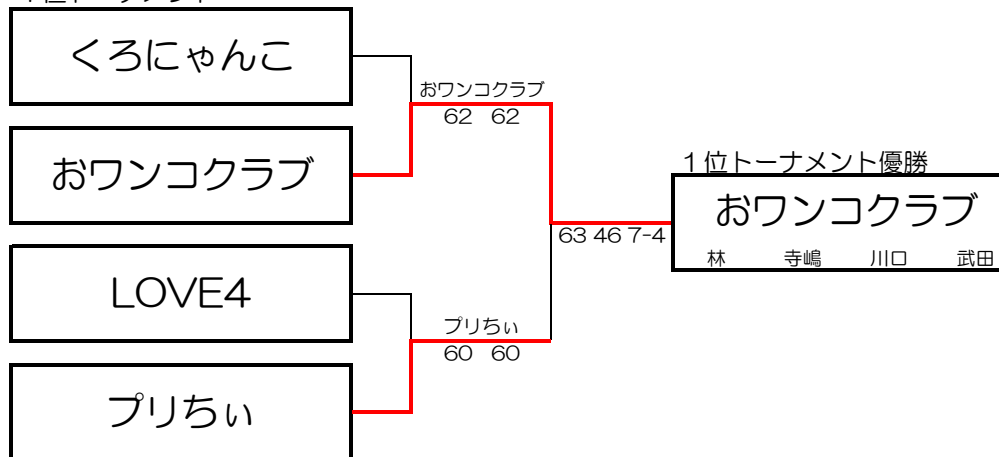 くろにゃんこ
おワンコクラブ
62 62
おワンコクラブ
1位トーナメント優勝
おワンコクラブ
林 寺嶋 川口 武田
63 46 7-4
LOVE4
プリちぃ
60 60
プリちぃ